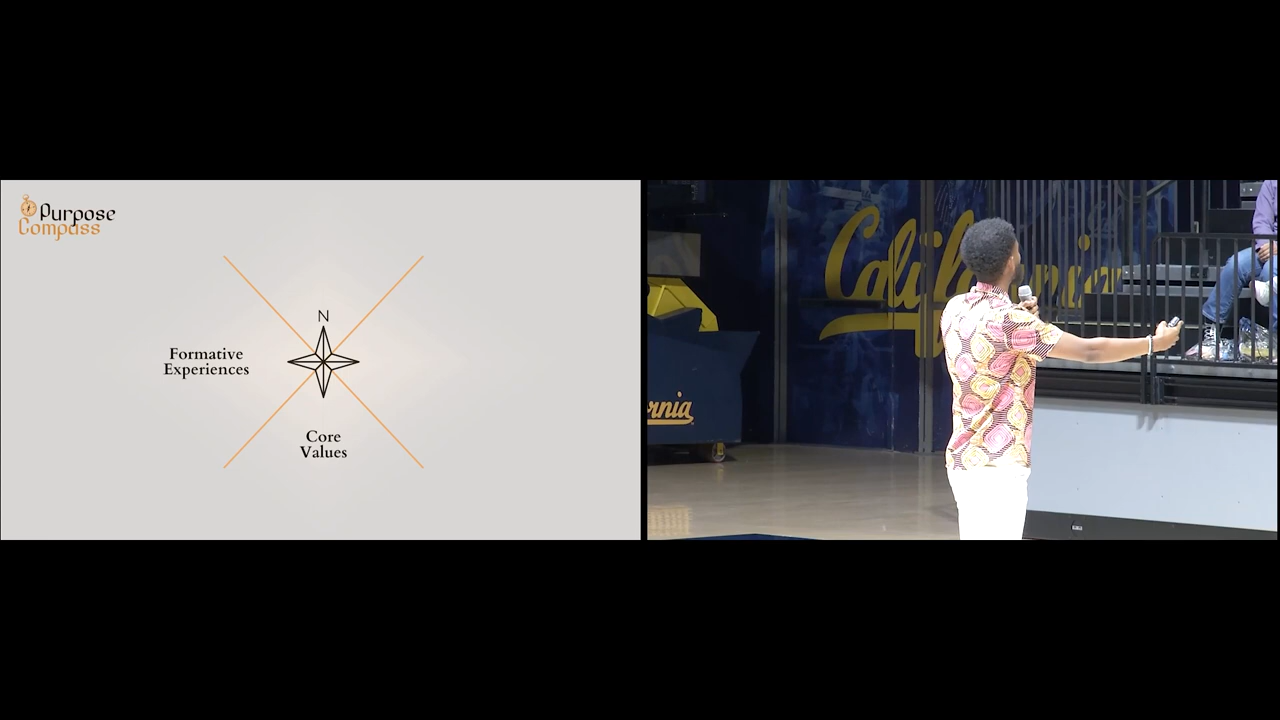 Purpose
Compass
N
Formative
Experiences
Core
Values
California
rnia